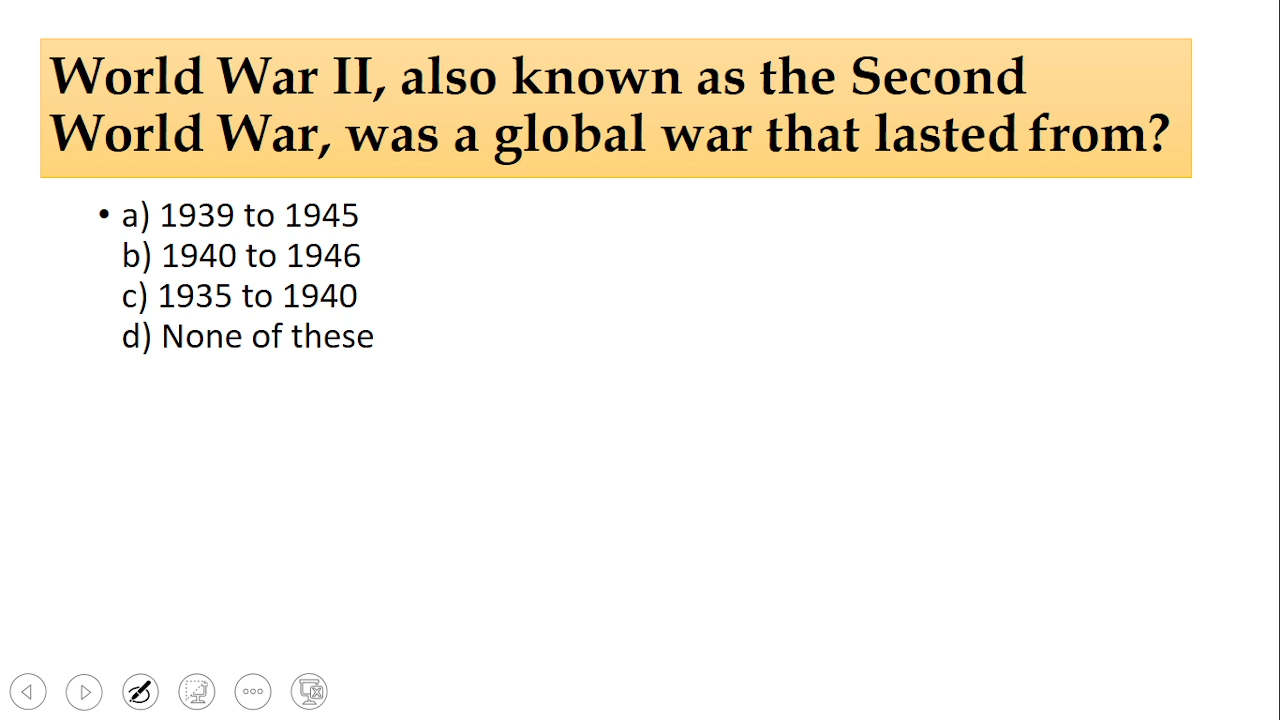 World War II, also known as the Second
World War, was a global war that lasted from?
• a) 1939 to 1945
b) 1940 to 1946
c) 1935 to 1940
d) None of these